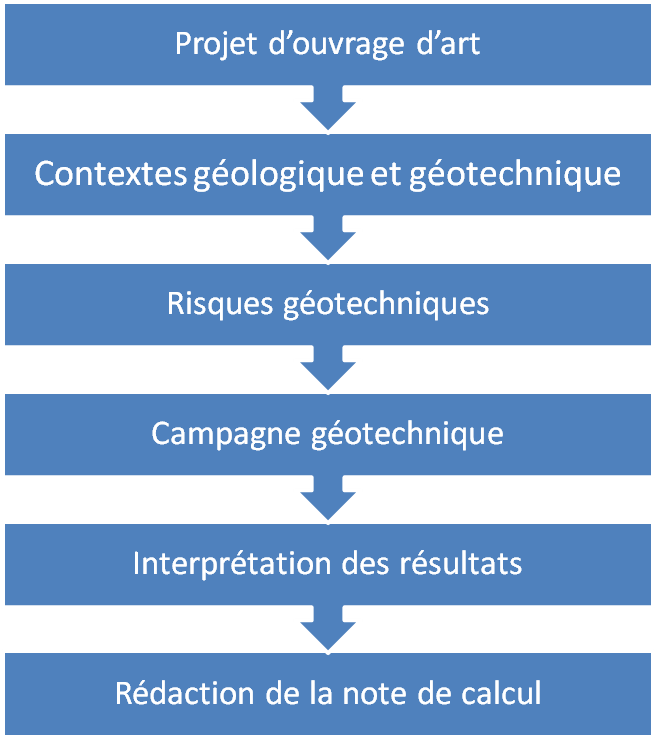 Projet d’ouvrage d’art
Contextes géologique et géotechnique
Risques géotechniques
Campagne géotechnique
Interprétation des résultats
Rédaction de la note de calcul